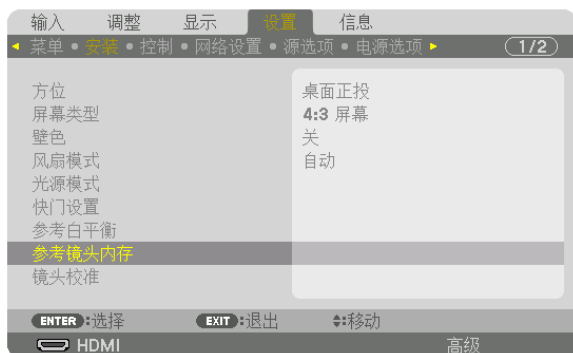 输入 调整 显示 设置 信息
菜单 • 安装 • 控制 • 网络设置 • 源选项 • 电源选项 1/2
方位 桌面正投
屏幕类型 4:3 屏幕
壁色 关
风扇模式 自动
光源模式
快门设置
参考白平衡
参考镜头内存
镜头校准
ENTER :选择 EXIT :退出 :移动
HDMI 高级